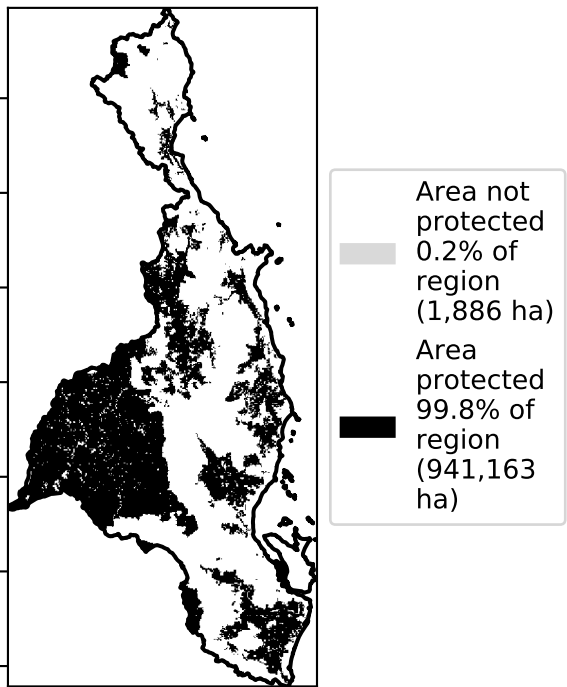 Area not
protected
0.2% of
region
(1,886 ha)
Area
protected
99.8% of
region
(941,163
ha)